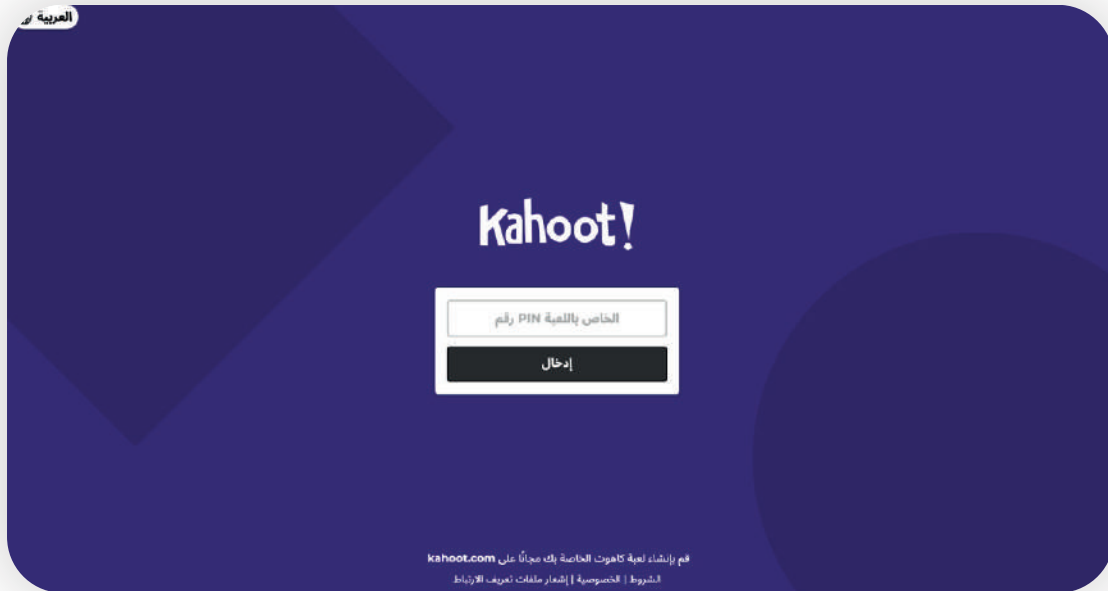 العربية
Kahoot!
الخاص باللعبة PIN رقم
إدخال
قم بإنشاء لعبة كاهوت الخاصة بك مجانًا على kahoot.com
الشروط | الخصوصية | إشعار ملفات تعريف الارتباط